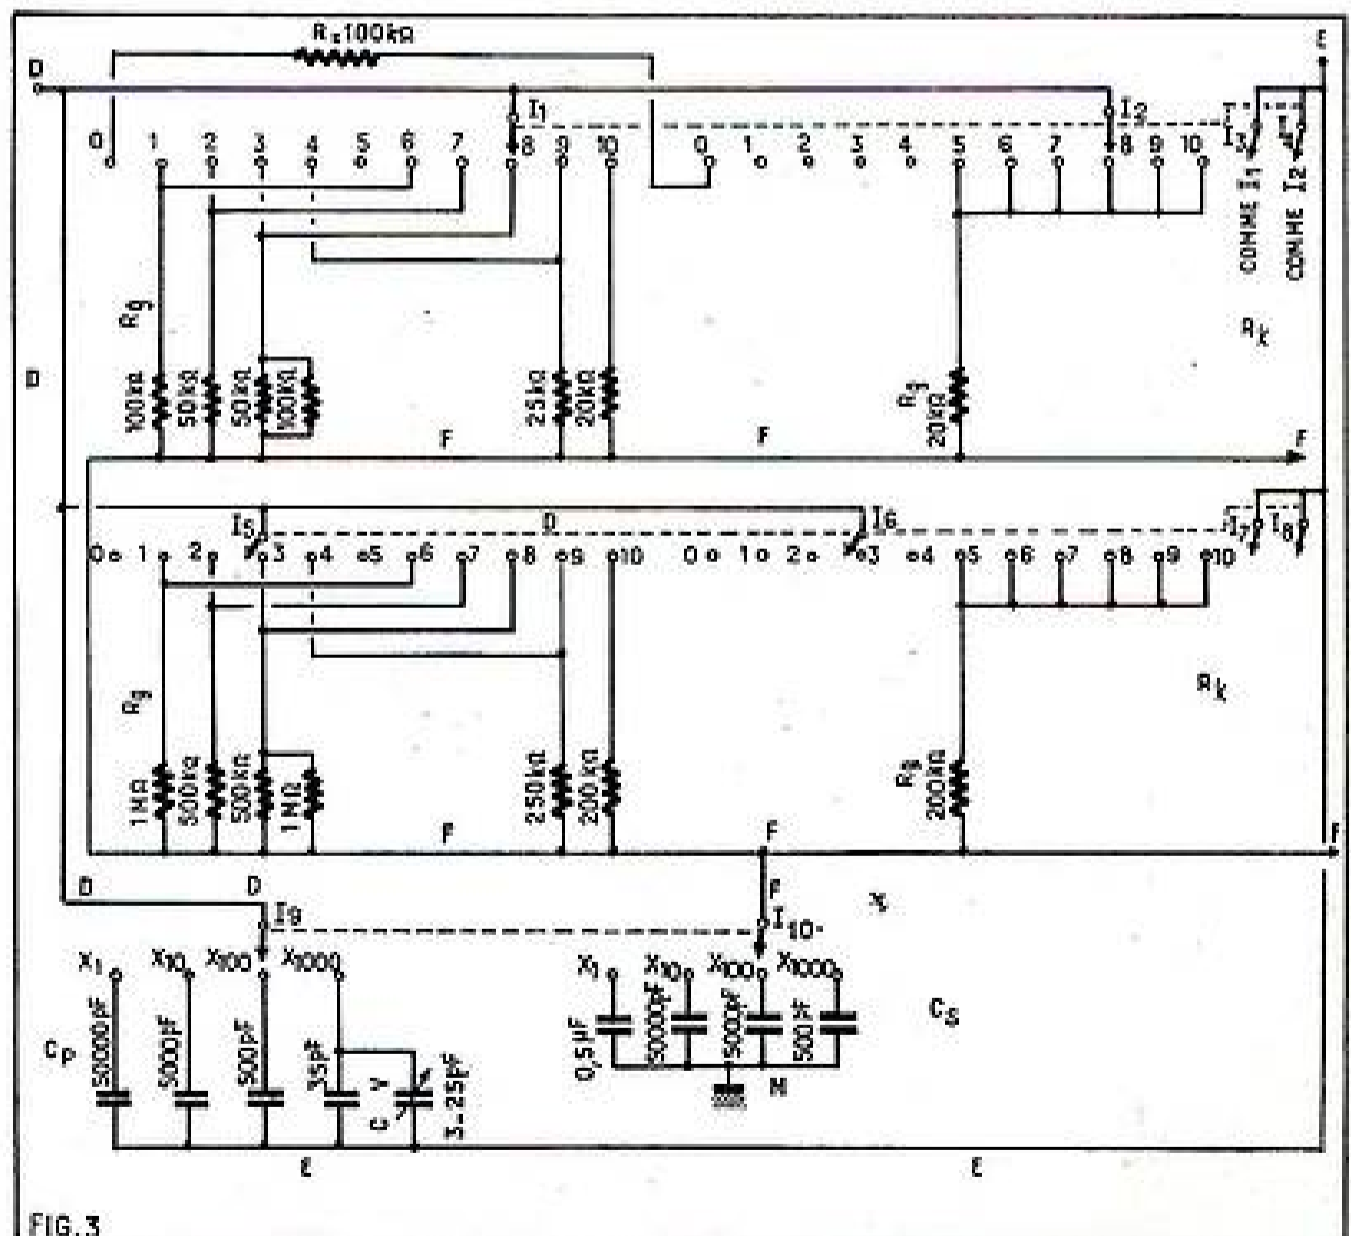 R=100kΩ
E
D
I1
I2
I3
I4
0 1 2 3 4 5 6 7 8 9 10 0 1 2 3 4 5 6 7 8 9 10
COMME I1
COMME I2
Rg
Rk
D
100kΩ 50kΩ 50kΩ 100kΩ 25kΩ 20kΩ
Rg
20kΩ
F F F
I5 D I6 I7 I8
0 1 2 3 4 5 6 7 8 9 10 0 1 2 3 4 5 6 7 8 9 10
Rg
Rk
1MΩ 500kΩ 500kΩ 1MΩ 250kΩ 200kΩ
Rg
200kΩ
F F F
D D F
I9 I10
X1 X10 X100 X1000
X1 X10 X100 X1000
Cp
50000pF 5000pF 500pF 35pF
3-25pF
0,5µF 50000pF 5000pF 500pF
CS
M
E E
FIG.3